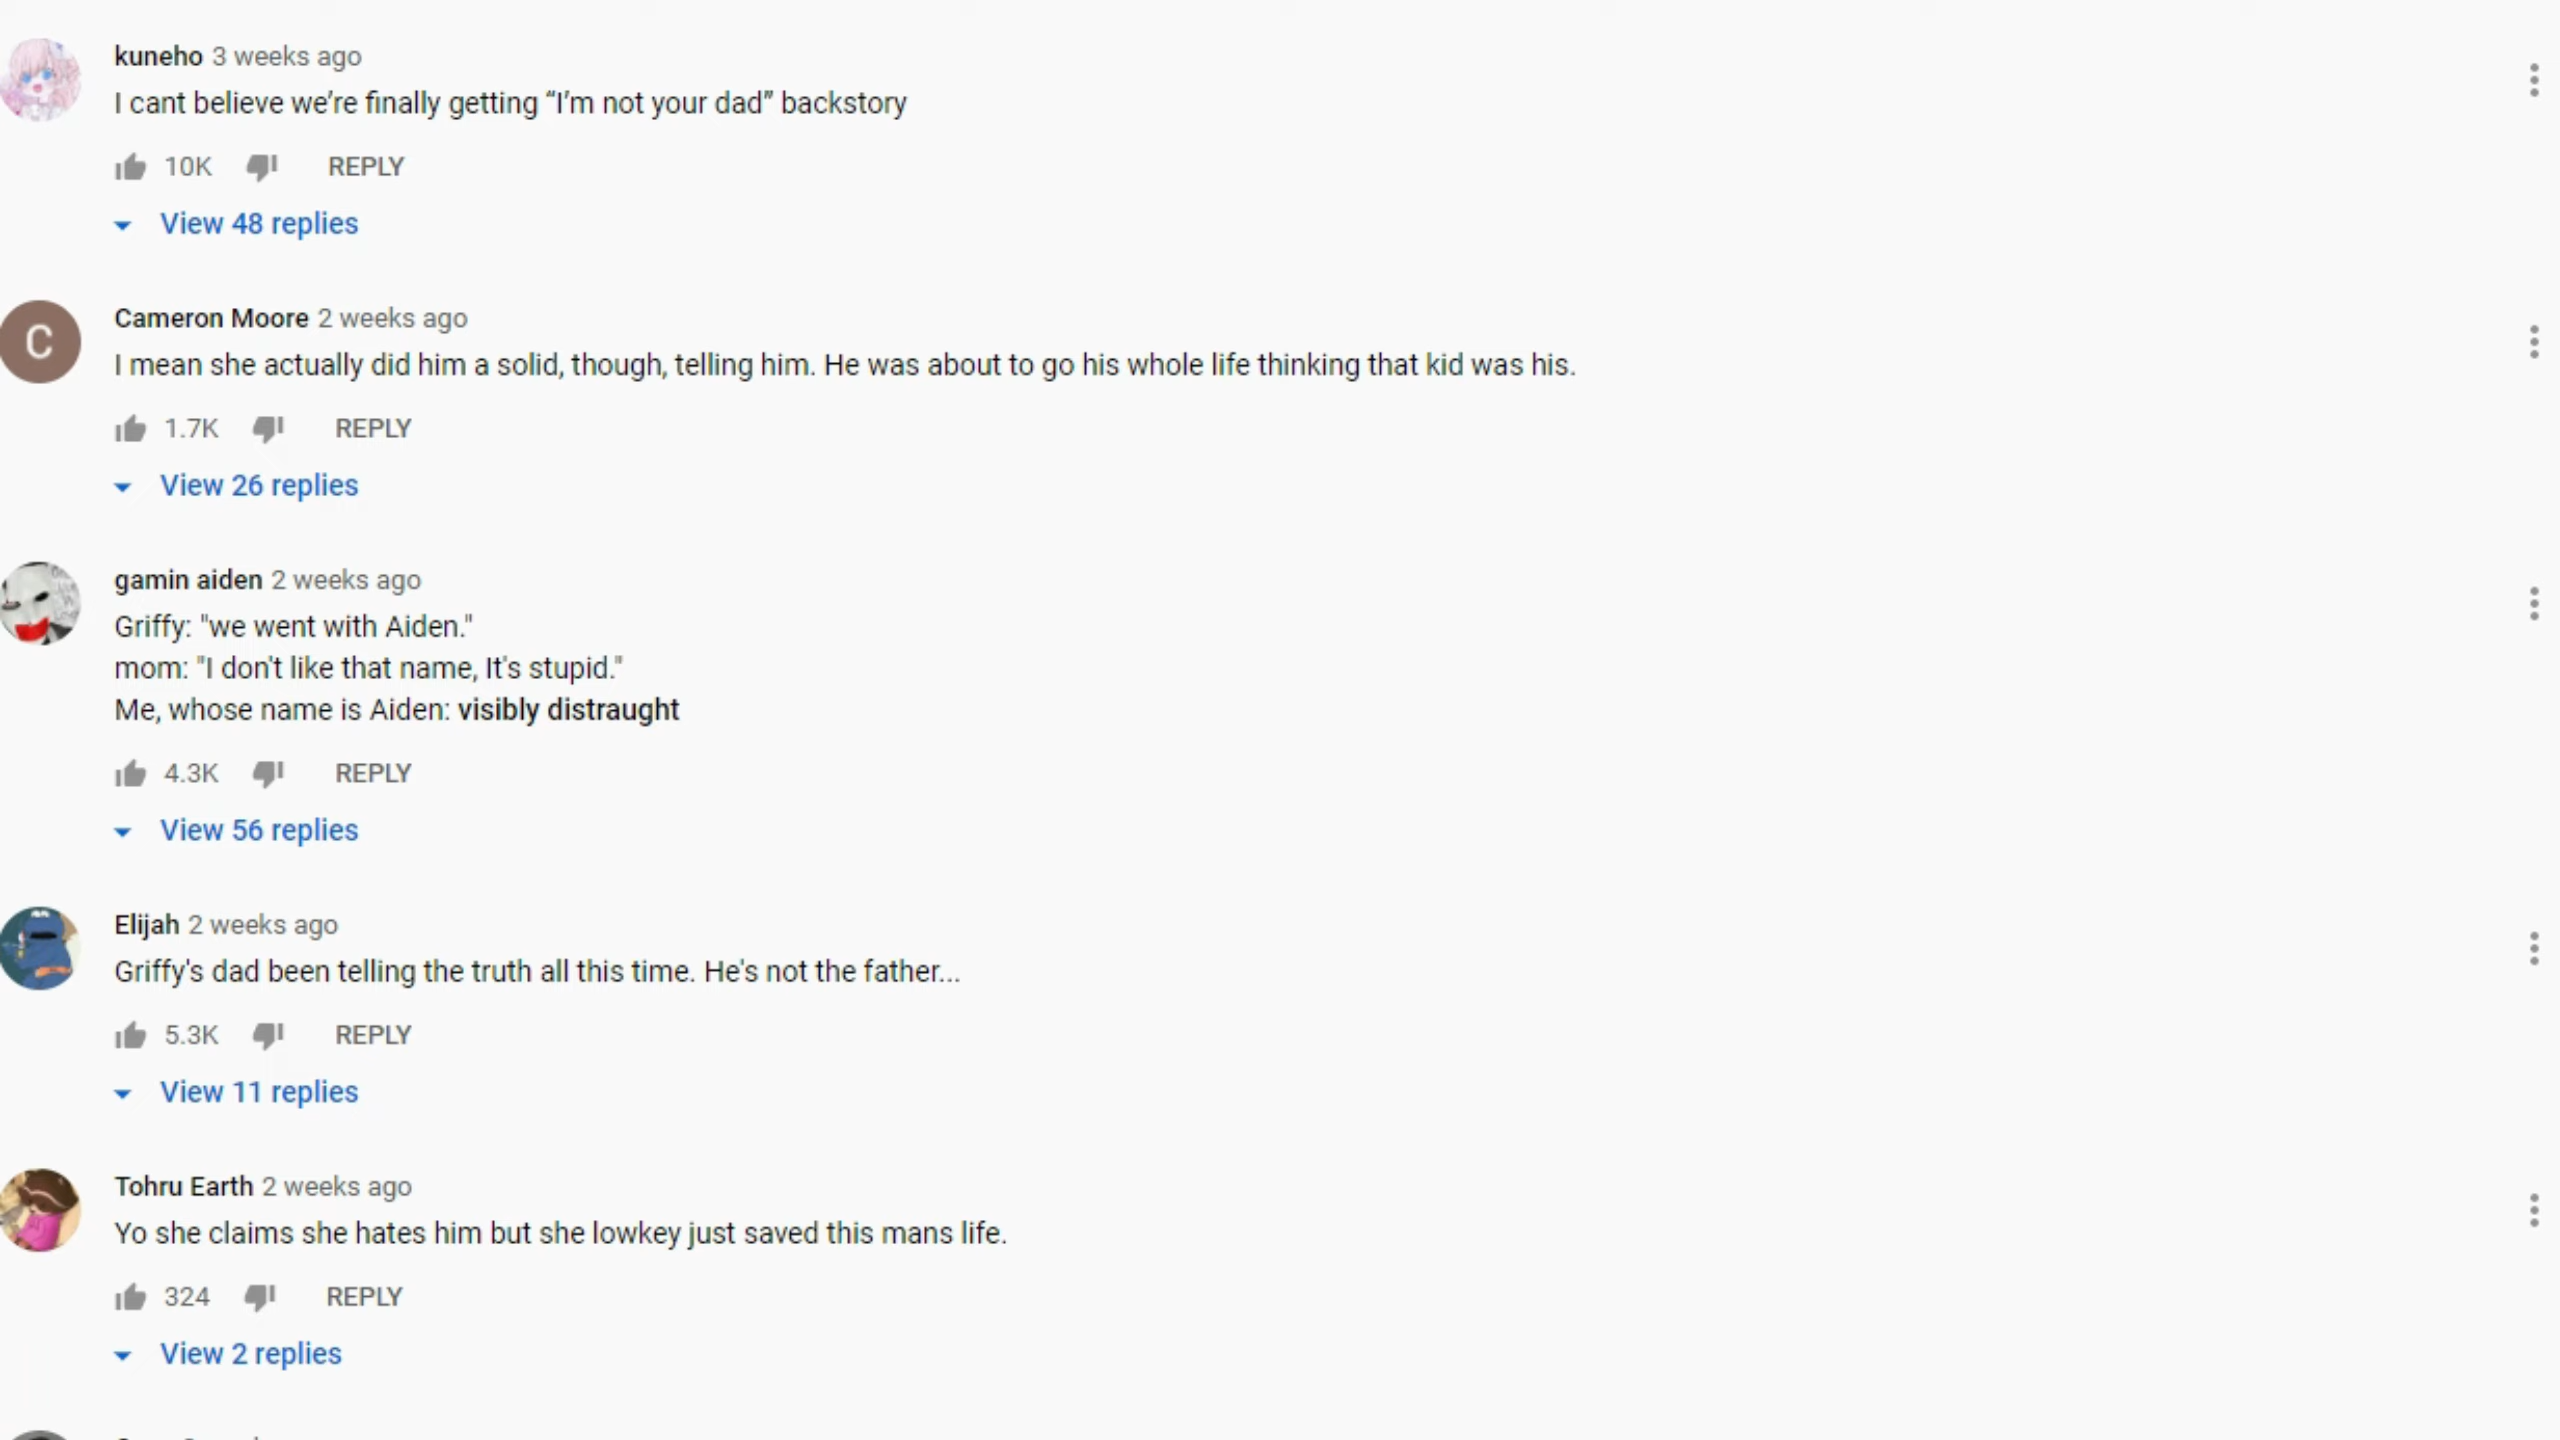 kuneho 3 weeks ago
I cant believe we’re finally getting “I’m not your dad” backstory
10K REPLY
View 48 replies
C
Cameron Moore 2 weeks ago
I mean she actually did him a solid, though, telling him. He was about to go his whole life thinking that kid was his.
1.7K REPLY
View 26 replies
gamin aiden 2 weeks ago
Griffy: "we went with Aiden."
mom: "I don't like that name, It's stupid."
Me, whose name is Aiden: visibly distraught
4.3K REPLY
View 56 replies
Elijah 2 weeks ago
Griffy's dad been telling the truth all this time. He's not the father...
5.3K REPLY
View 11 replies
Tohru Earth 2 weeks ago
Yo she claims she hates him but she lowkey just saved this mans life.
324 REPLY
View 2 replies